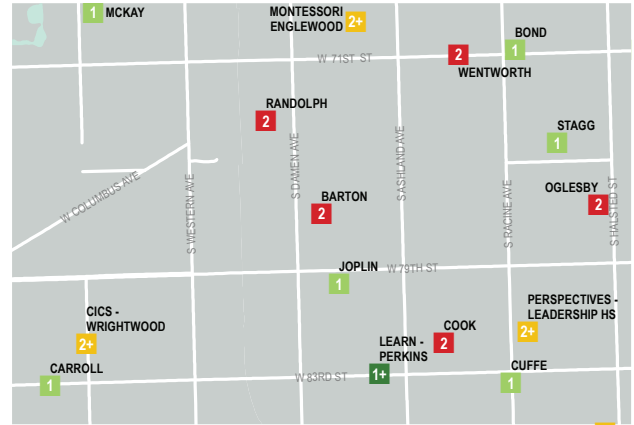 1 MCKAY
MONTESSORI
ENGLEWOOD 2+
BOND
1
W 71ST ST
2
WENTWORTH
RANDOLPH
2
STAGG
1
S DAMEN AVE
S ASHLAND AVE
W COLUMBUS AVE
S WESTERN AVE
BARTON
2
S RACINE AVE
OGLESBY
2
S HALSTED ST
JOPLIN
1
W 79TH ST
CICS -
WRIGHTWOOD
2+
PERSPECTIVES -
LEADERSHIP HS
2+
COOK
2
LEARN -
PERKINS
1+
CARROLL
1
W 83RD ST
CUFFE
1